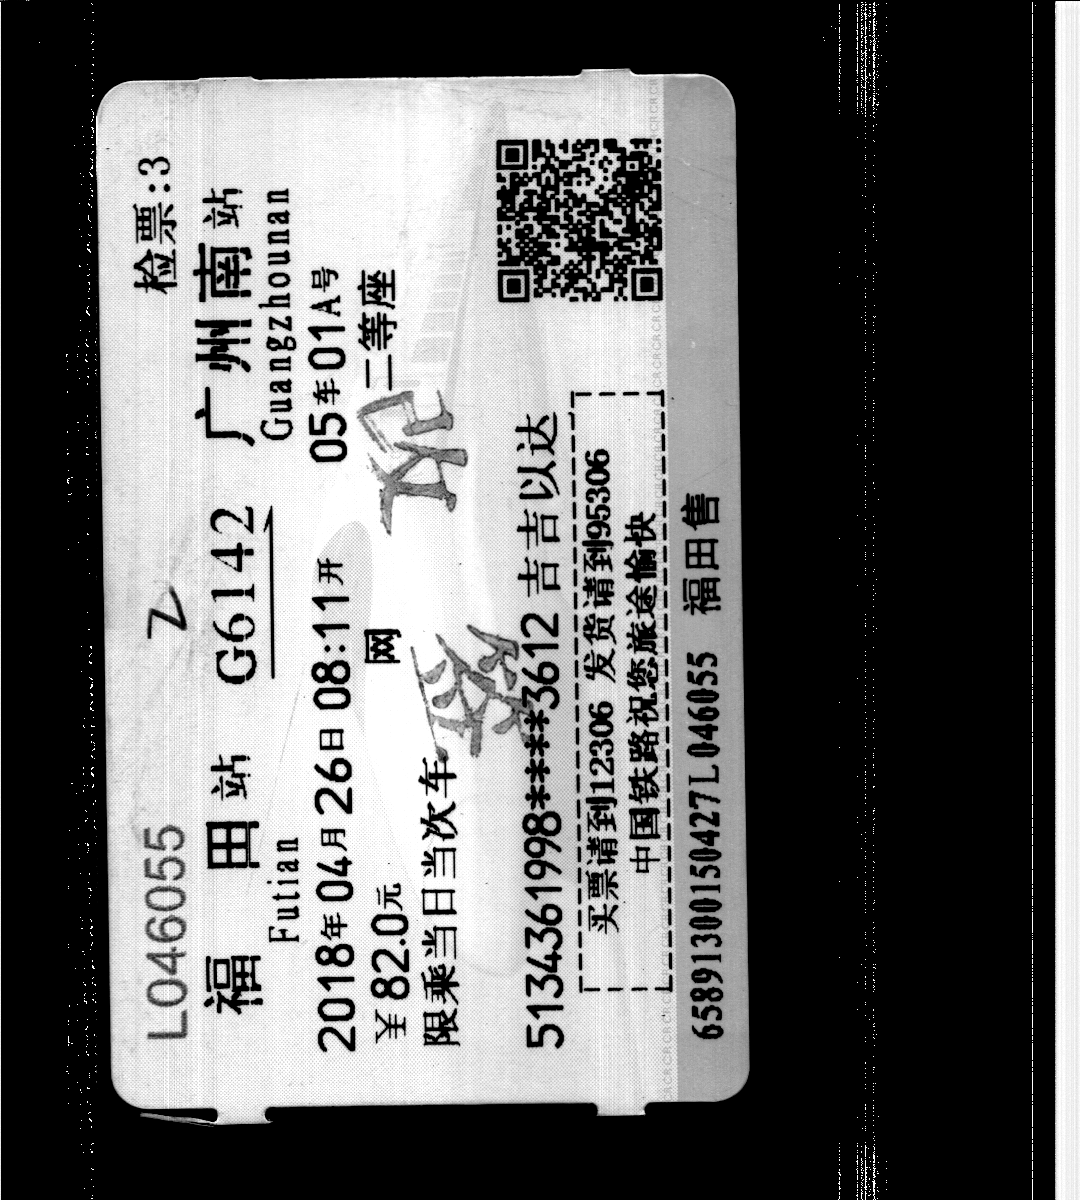 L046055 检票:3
福田站 G6142 广州南站
Futian Guangzhounan
2018年04月26日08:11开 05车01A号
￥82.0元 网 二等座
限乘当日当次车
5134361998****3612 吉吉以达
买票请到12306 发货请到95306
中国铁路祝您旅途愉快
65891300150427L046055 福田售